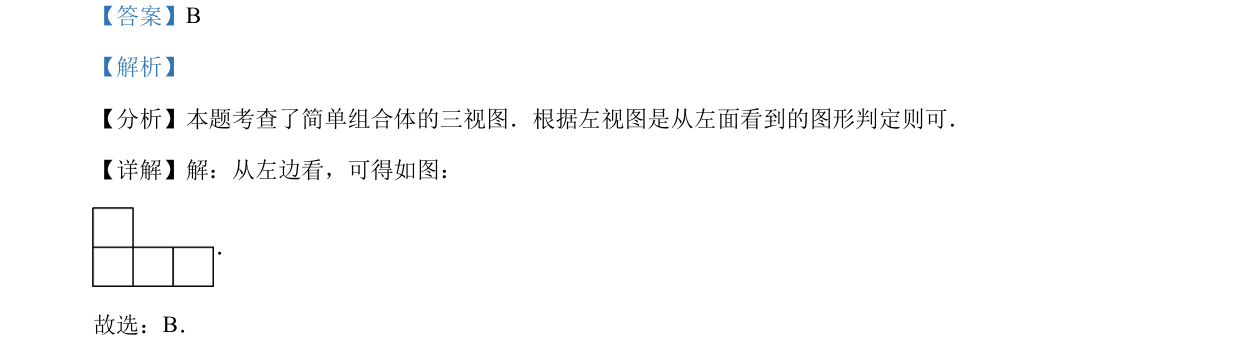 【答案】B
【解析】
【分析】本题考查了简单组合体的三视图．根据左视图是从左面看到的图形判定则可．
【详解】解：从左边看，可得如图：
．
故选：B．